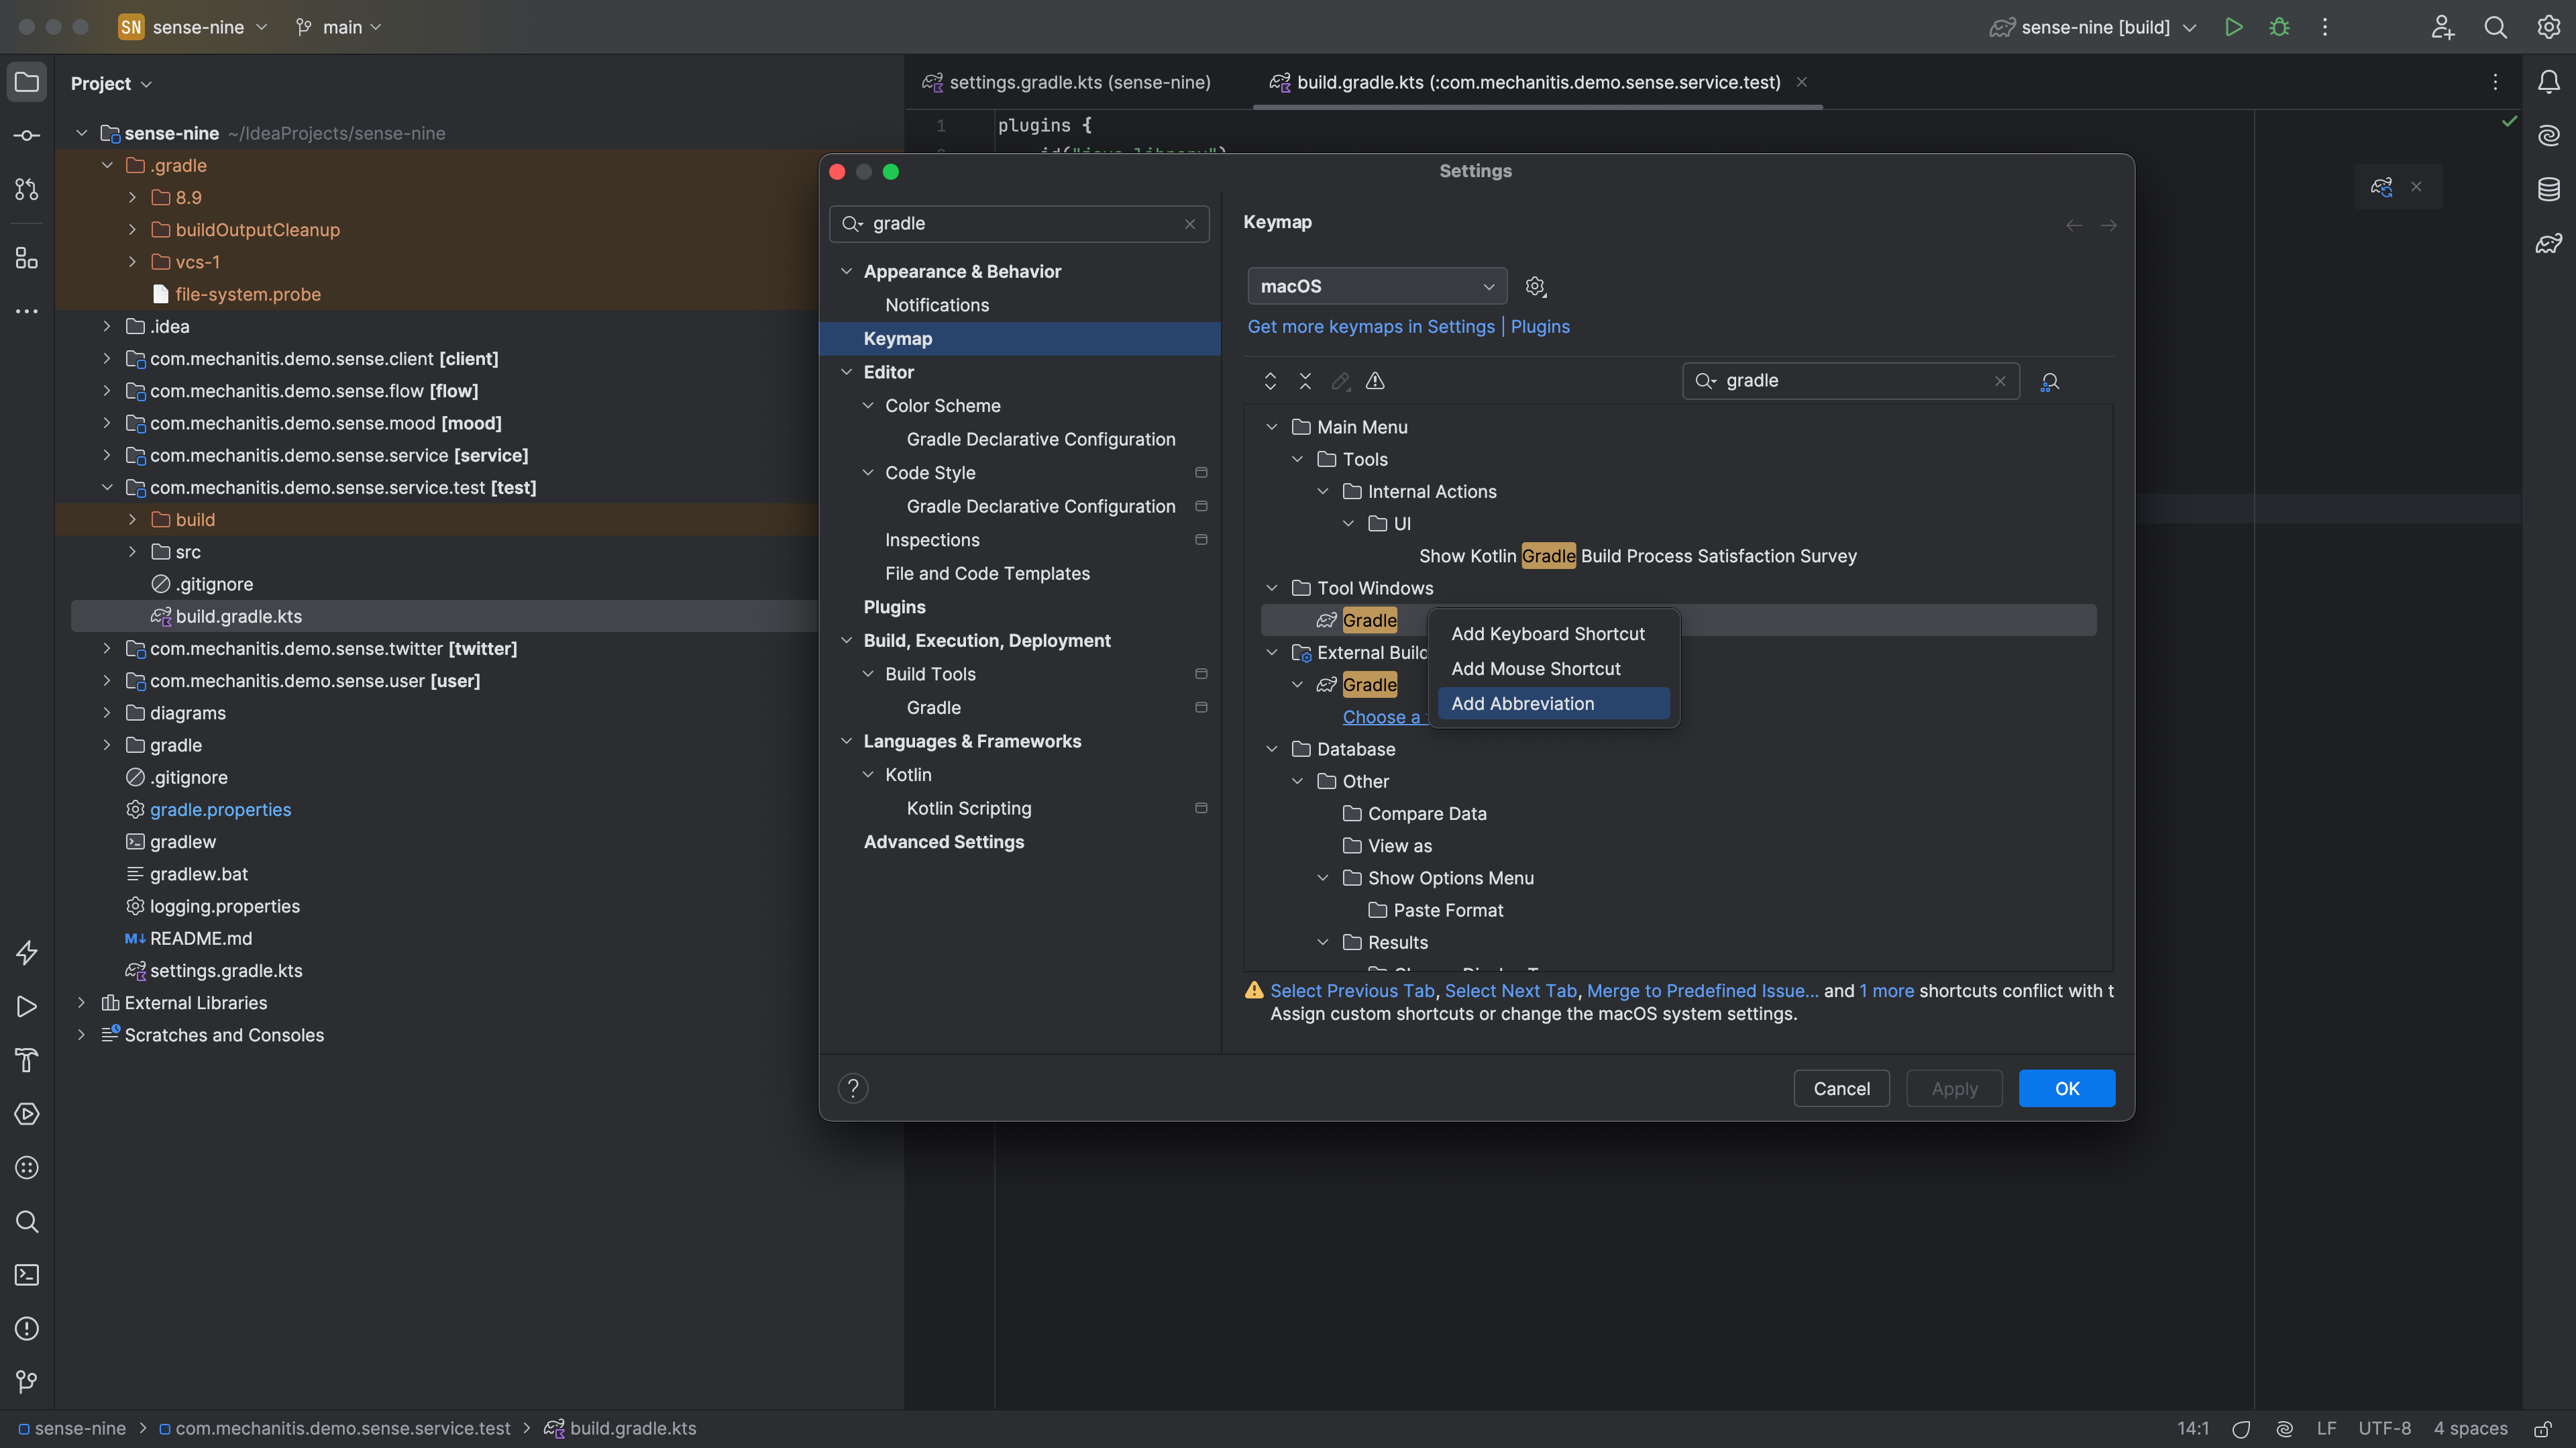 SN sense-nine
main
sense-nine [build]
Project
settings.gradle.kts (sense-nine)
build.gradle.kts (:com.mechanitis.demo.sense.service.test)
sense-nine ~/IdeaProjects/sense-nine
.gradle
8.9
buildOutputCleanup
vcs-1
file-system.probe
.idea
com.mechanitis.demo.sense.client [client]
com.mechanitis.demo.sense.flow [flow]
com.mechanitis.demo.sense.mood [mood]
com.mechanitis.demo.sense.service [service]
com.mechanitis.demo.sense.service.test [test]
build
src
.gitignore
build.gradle.kts
com.mechanitis.demo.sense.twitter [twitter]
com.mechanitis.demo.sense.user [user]
diagrams
gradle
.gitignore
gradle.properties
gradlew
gradlew.bat
logging.properties
M↓ README.md
settings.gradle.kts
External Libraries
Scratches and Consoles
1 plugins {
Settings
gradle
Appearance & Behavior
Notifications
Keymap
Editor
Color Scheme
Gradle Declarative Configuration
Code Style
Gradle Declarative Configuration
Inspections
File and Code Templates
Plugins
Build, Execution, Deployment
Build Tools
Gradle
Languages & Frameworks
Kotlin
Kotlin Scripting
Advanced Settings
Keymap
macOS
Get more keymaps in Settings | Plugins
gradle
Main Menu
Tools
Internal Actions
UI
Show Kotlin Gradle Build Process Satisfaction Survey
Tool Windows
Gradle
External Build
Gradle
Choose a
Add Keyboard Shortcut
Add Mouse Shortcut
Add Abbreviation
Database
Other
Compare Data
View as
Show Options Menu
Paste Format
Results
Select Previous Tab, Select Next Tab, Merge to Predefined Issue... and 1 more shortcuts conflict with t
Assign custom shortcuts or change the macOS system settings.
?
Cancel
Apply
OK
sense-nine > com.mechanitis.demo.sense.service.test > build.gradle.kts
14:1
LF
UTF-8
4 spaces